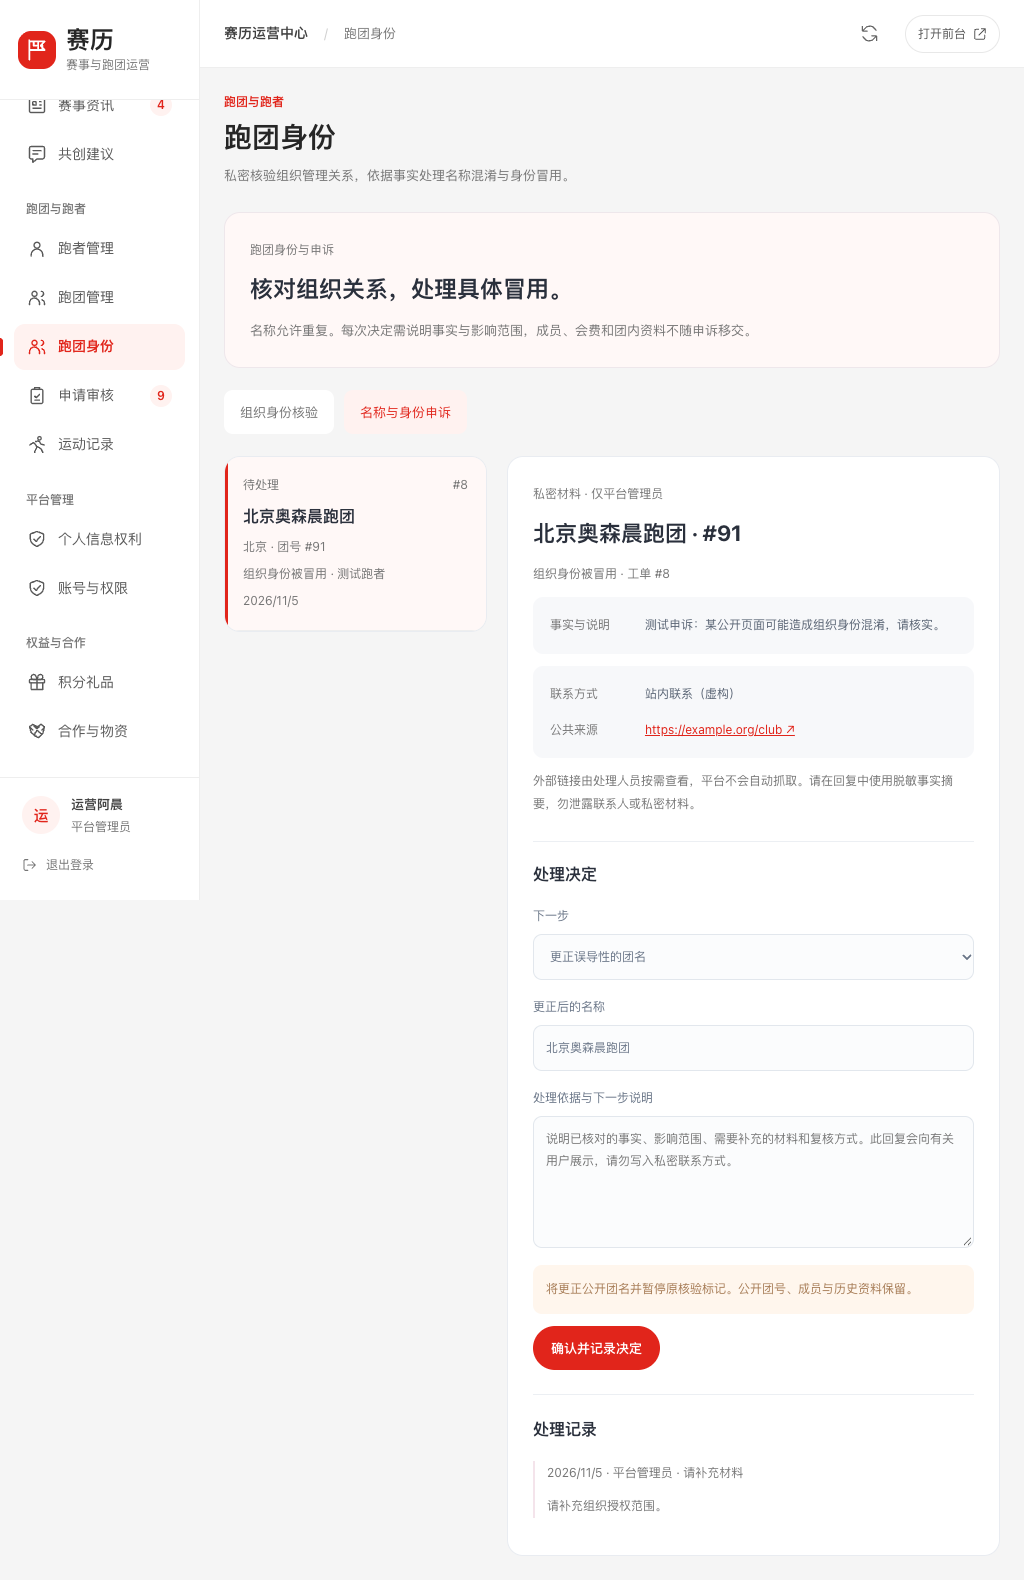 赛历
赛事与跑团运营
赛事资讯 4
共创建议
跑团与跑者
跑者管理
跑团管理
跑团身份
申请审核 9
运动记录
平台管理
个人信息权利
账号与权限
权益与合作
积分礼品
合作与物资
运 运营阿晨
平台管理员
退出登录
赛历运营中心 / 跑团身份
打开前台
跑团与跑者
跑团身份
私密核验组织管理关系，依据事实处理名称混淆与身份冒用。
跑团身份与申诉
核对组织关系，处理具体冒用。
名称允许重复。每次决定需说明事实与影响范围，成员、会费和团内资料不随申诉移交。
组织身份核验
名称与身份申诉
待处理 #8
北京奥森晨跑团
北京 · 团号 #91
组织身份被冒用 · 测试跑者
2026/11/5
私密材料 · 仅平台管理员
北京奥森晨跑团 · #91
组织身份被冒用 · 工单 #8
事实与说明 测试申诉：某公开页面可能造成组织身份混淆，请核实。
联系方式 站内联系（虚构）
公共来源 https://example.org/club ↗
外部链接由处理人员按需查看，平台不会自动抓取。请在回复中使用脱敏事实摘
要，勿泄露联系人或私密材料。
处理决定
下一步
更正误导性的团名
更正后的名称
北京奥森晨跑团
处理依据与下一步说明
说明已核对的事实、影响范围、需要补充的材料和复核方式。此回复会向有关
用户展示，请勿写入私密联系方式。
将更正公开团名并暂停原核验标记。公开团号、成员与历史资料保留。
确认并记录决定
处理记录
2026/11/5 · 平台管理员 · 请补充材料
请补充组织授权范围。